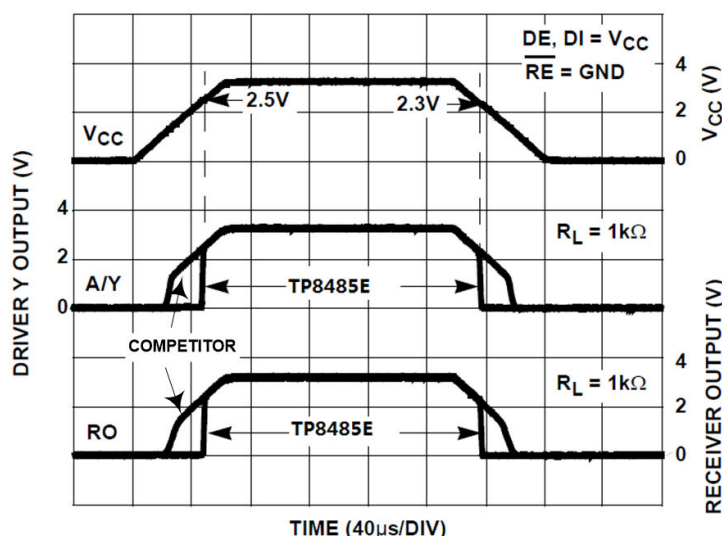 DE, DI = VCC
RE = GND
4
2
0
VCC (V)
2.5V
2.3V
VCC
DRIVER Y OUTPUT (V)
4
2
0
A/Y
RL = 1kΩ
TP8485E
COMPETITOR
RL = 1kΩ
4
2
0
RECEIVER OUTPUT (V)
RO
TP8485E
TIME (40µs/DIV)